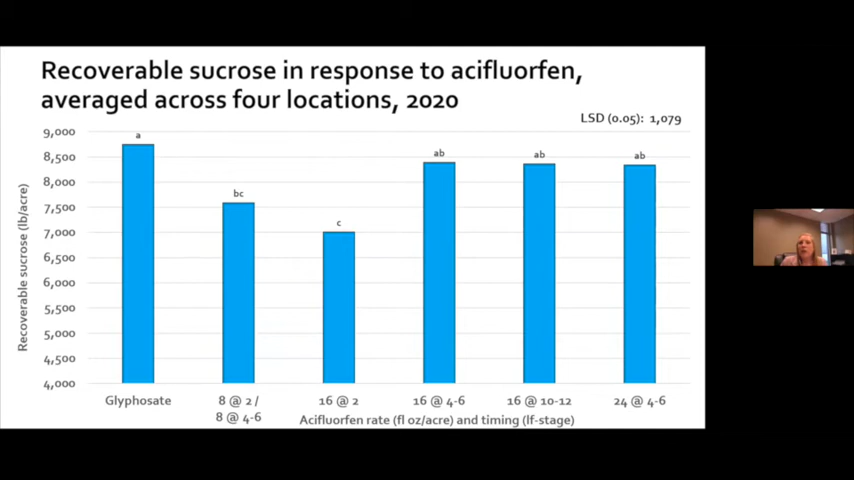 Recoverable sucrose in response to acifluorfen,
averaged across four locations, 2020
LSD (0.05): 1,079
Recoverable sucrose (lb/acre)
9,000
8,500
8,000
7,500
7,000
6,500
6,000
5,500
5,000
4,500
4,000
a
bc
c
ab
ab
ab
Glyphosate
8 @ 2 /
8 @ 4-6
16 @ 2
16 @ 4-6
16 @ 10-12
24 @ 4-6
Acifluorfen rate (fl oz/acre) and timing (lf-stage)